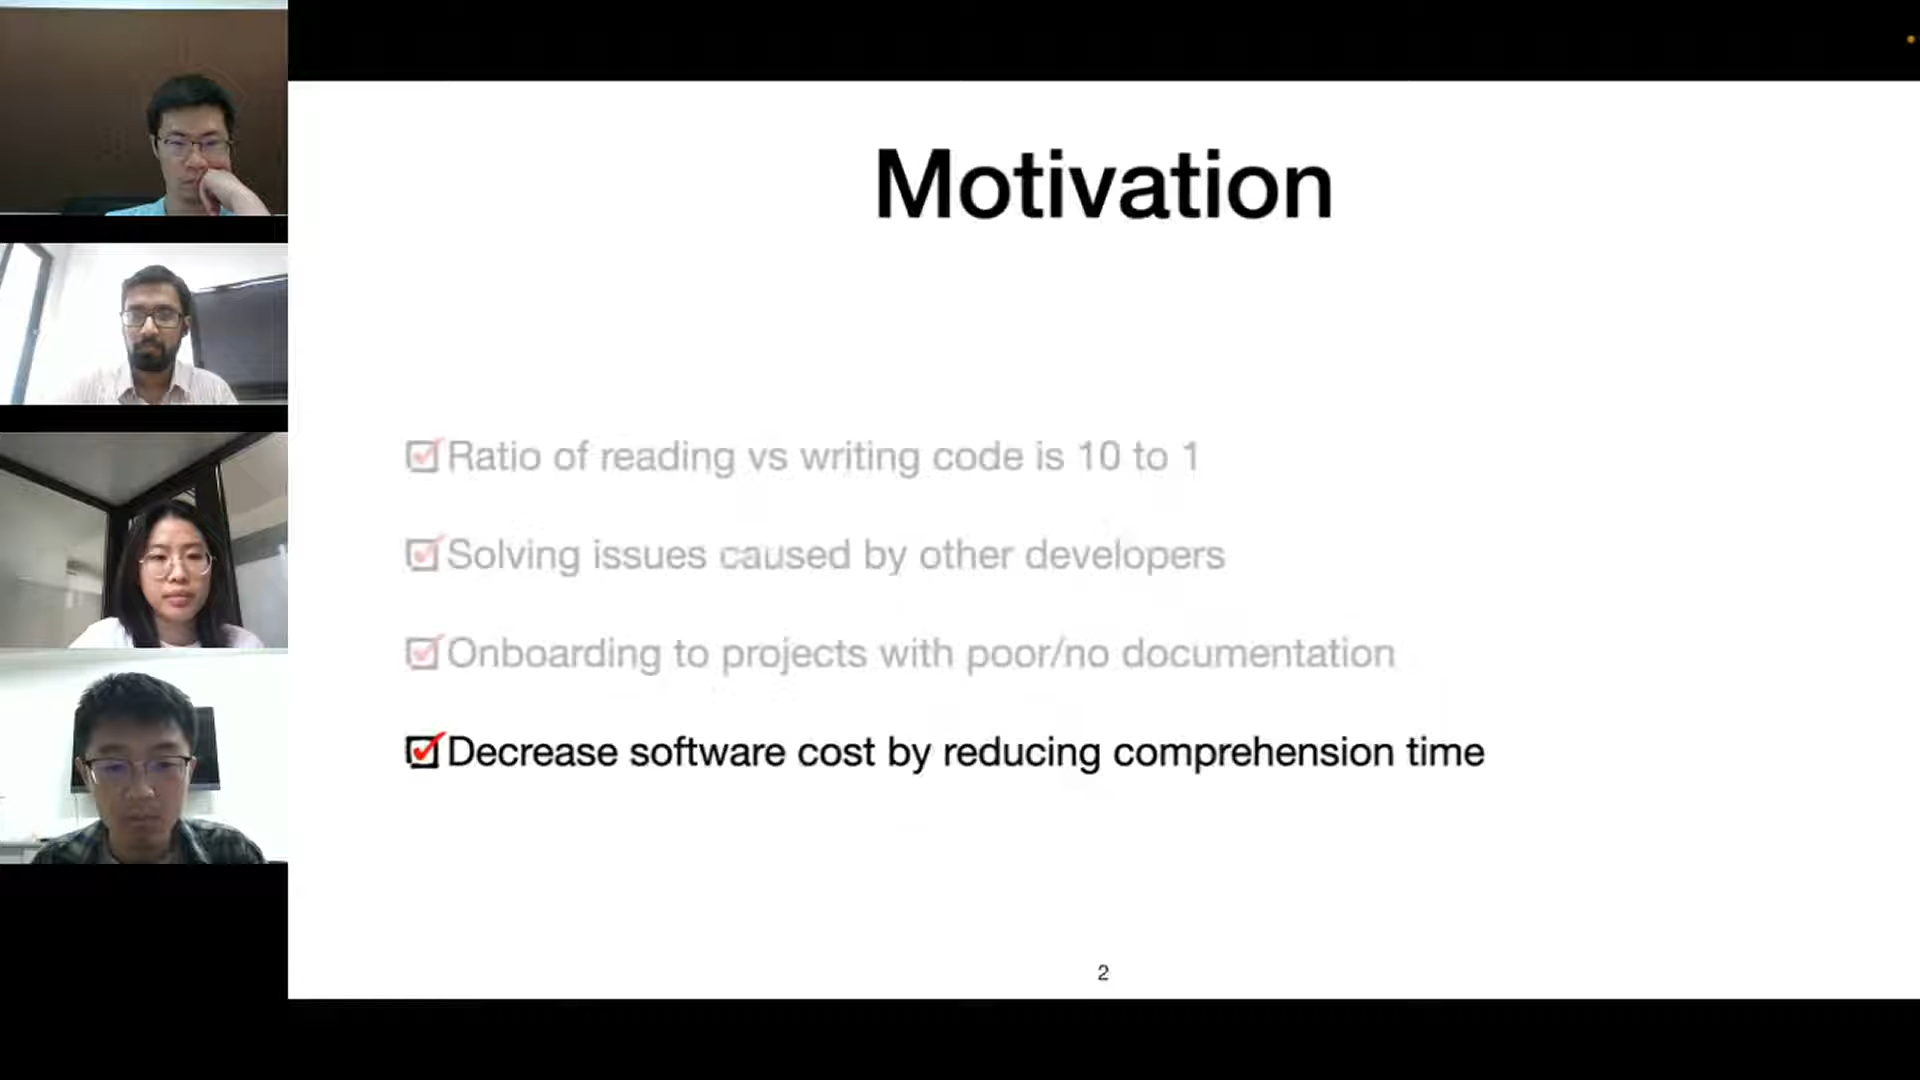 Motivation
Ratio of reading vs writing code is 10 to 1
Solving issues caused by other developers
Onboarding to projects with poor/no documentation
Decrease software cost by reducing comprehension time
2